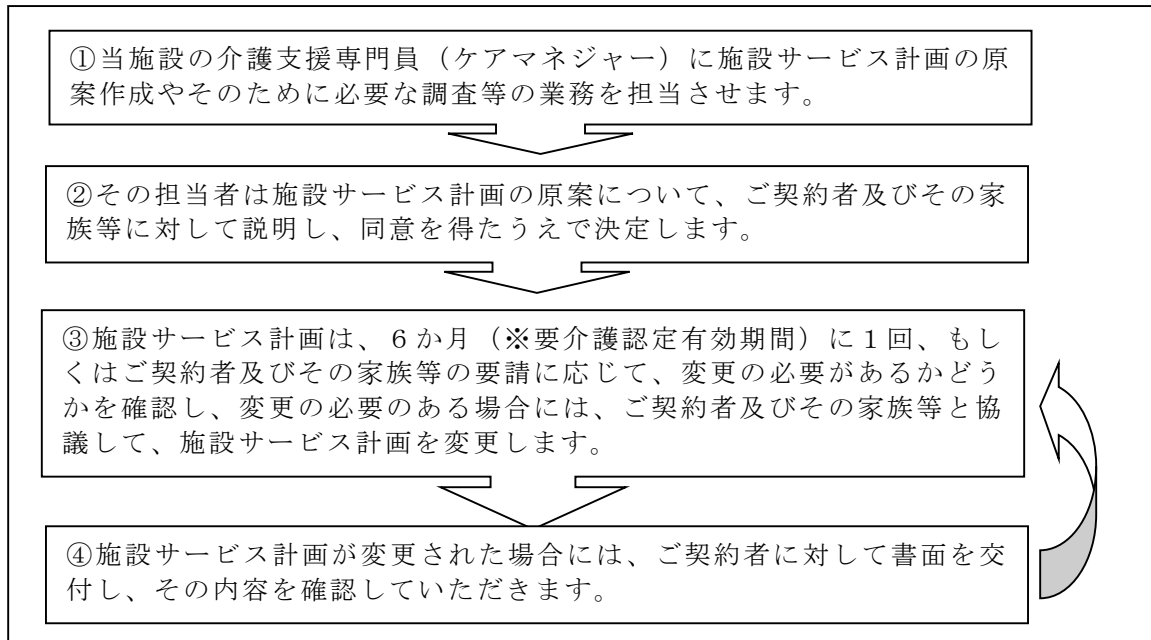 ①当施設の介護支援専門員（ケアマネジャー）に施設サービス計画の原
案作成やそのために必要な調査等の業務を担当させます。
②その担当者は施設サービス計画の原案について、ご契約者及びその家
族等に対して説明し、同意を得たうえで決定します。
③施設サービス計画は、６か月（※要介護認定有効期間）に１回、もし
くはご契約者及びその家族等の要請に応じて、変更の必要があるかどう
かを確認し、変更の必要のある場合には、ご契約者及びその家族等と協
議して、施設サービス計画を変更します。
④施設サービス計画が変更された場合には、ご契約者に対して書面を交
付し、その内容を確認していただきます。